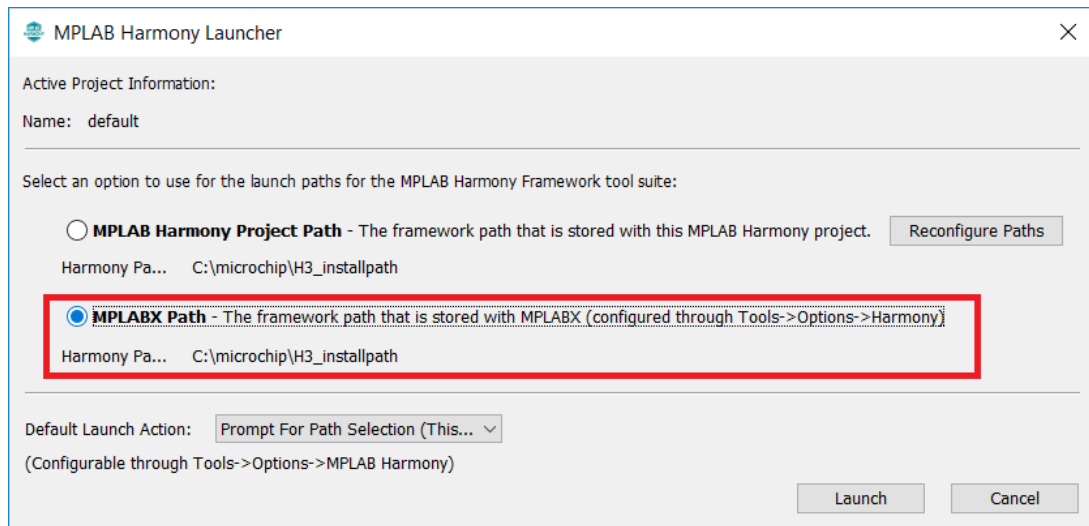 MPLAB Harmony Launcher
Active Project Information:
Name: default
Select an option to use for the launch paths for the MPLAB Harmony Framework tool suite:
MPLAB Harmony Project Path - The framework path that is stored with this MPLAB Harmony project. Reconfigure Paths
Harmony Pa... C:\microchip\H3_installpath
MPLABX Path - The framework path that is stored with MPLABX (configured through Tools->Options->Harmony)
Harmony Pa... C:\microchip\H3_installpath
Default Launch Action: Prompt For Path Selection (This...
(Configurable through Tools->Options->MPLAB Harmony)
Launch Cancel